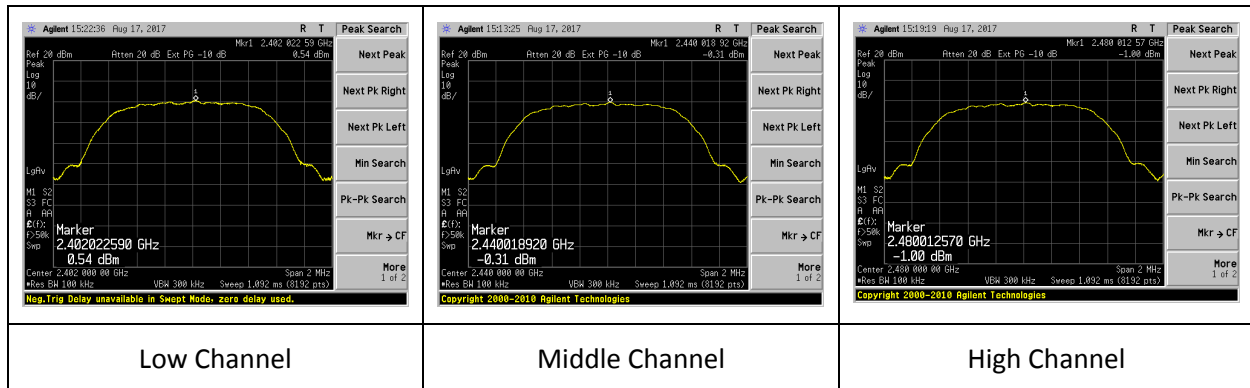 Agilent 15:22:36 Aug 17, 2017 R T Peak Search
Mkr1 2.402 022 59 GHz
Ref 20 dBm Atten 20 dB Ext PG -10 dB 0.54 dBm
Peak
Log
10
dB/
1
LgAv
M1 S2
S3 FC
A AA
£(f):
f>50k
Swp
Marker
2.402022590 GHz
0.54 dBm
Center 2.402 000 00 GHz Span 2 MHz
*Res BW 100 kHz VBW 300 kHz Sweep 1.092 ms (8192 pts)
Neg.Trig Delay unavailable in Swept Mode, zero delay used.
Next Peak
Next Pk Right
Next Pk Left
Min Search
Pk-Pk Search
Mkr → CF
More
1 of 2
Low Channel
Agilent 15:13:25 Aug 17, 2017 R T Peak Search
Mkr1 2.440 018 92 GHz
Ref 20 dBm Atten 20 dB Ext PG -10 dB -0.31 dBm
Peak
Log
10
dB/
1
LgAv
M1 S2
S3 FC
A AA
£(f):
f>50k
Swp
Marker
2.440018920 GHz
-0.31 dBm
Center 2.440 000 00 GHz Span 2 MHz
*Res BW 100 kHz VBW 300 kHz Sweep 1.092 ms (8192 pts)
Copyright 2000-2010 Agilent Technologies
Next Peak
Next Pk Right
Next Pk Left
Min Search
Pk-Pk Search
Mkr → CF
More
1 of 2
Middle Channel
Agilent 15:19:19 Aug 17, 2017 R T Peak Search
Mkr1 2.480 012 57 GHz
Ref 20 dBm Atten 20 dB Ext PG -10 dB -1.00 dBm
Peak
Log
10
dB/
1
LgAv
M1 S2
S3 FC
A AA
£(f):
f>50k
Swp
Marker
2.480012570 GHz
-1.00 dBm
Center 2.480 000 00 GHz Span 2 MHz
*Res BW 100 kHz VBW 300 kHz Sweep 1.092 ms (8192 pts)
Copyright 2000-2010 Agilent Technologies
Next Peak
Next Pk Right
Next Pk Left
Min Search
Pk-Pk Search
Mkr → CF
More
1 of 2
High Channel